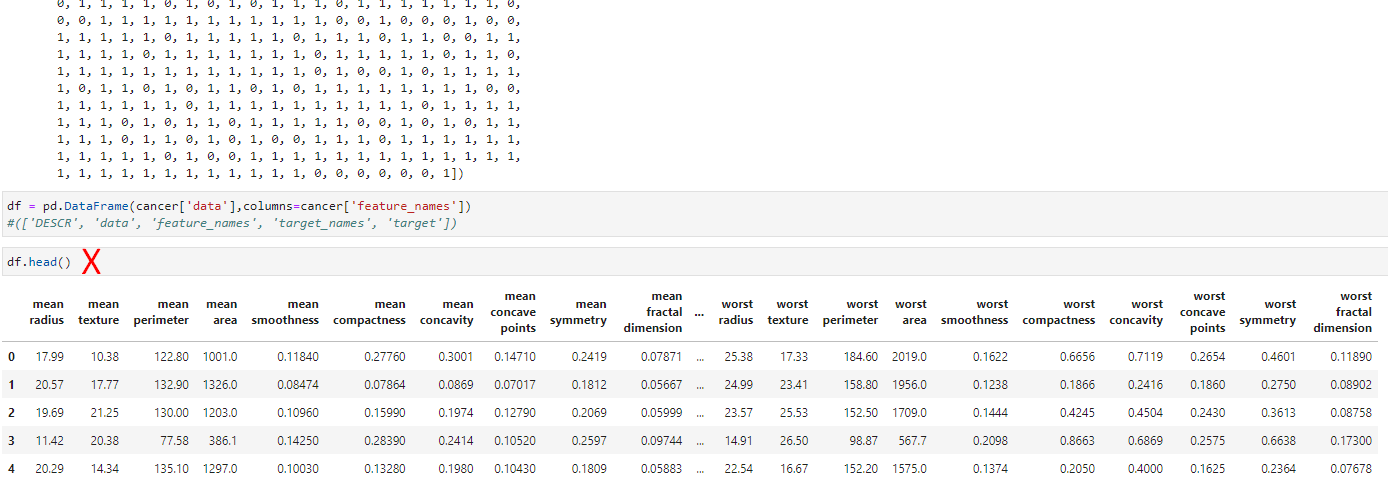 0, 1, 1, 1, 1, 0, 1, 0, 1, 0, 1, 1, 1, 0, 1, 1, 1, 1, 1, 1, 1, 0,
0, 0, 1, 1, 1, 1, 1, 1, 1, 1, 1, 1, 1, 0, 0, 1, 0, 0, 0, 1, 0, 0,
1, 1, 1, 1, 1, 0, 1, 1, 1, 1, 1, 0, 1, 1, 1, 0, 1, 1, 0, 0, 1, 1,
1, 1, 1, 1, 0, 1, 1, 1, 1, 1, 1, 1, 0, 1, 1, 1, 1, 1, 0, 1, 1, 0,
1, 1, 1, 1, 1, 1, 1, 1, 1, 1, 1, 1, 0, 1, 0, 0, 1, 0, 1, 1, 1, 1,
1, 0, 1, 1, 0, 1, 0, 1, 1, 0, 1, 0, 1, 1, 1, 1, 1, 1, 1, 1, 0, 0,
1, 1, 1, 1, 1, 1, 0, 1, 1, 1, 1, 1, 1, 1, 1, 1, 1, 0, 1, 1, 1, 1,
1, 1, 1, 0, 1, 0, 1, 1, 0, 1, 1, 1, 1, 1, 0, 0, 1, 0, 1, 0, 1, 1,
1, 1, 1, 0, 1, 1, 0, 1, 0, 1, 0, 0, 1, 1, 1, 0, 1, 1, 1, 1, 1, 1,
1, 1, 1, 1, 1, 0, 1, 0, 0, 1, 1, 1, 1, 1, 1, 1, 1, 1, 1, 1, 1, 1,
1, 1, 1, 1, 1, 1, 1, 1, 1, 1, 1, 1, 0, 0, 0, 0, 0, 0, 1])
df = pd.DataFrame(cancer['data'],columns=cancer['feature_names'])
#(['DESCR', 'data', 'feature_names', 'target_names', 'target'])
df.head() X
mean radius mean texture mean perimeter mean area mean smoothness mean compactness mean concavity mean concave points mean symmetry mean fractal dimension ... worst radius worst texture worst perimeter worst area worst smoothness worst compactness worst concavity worst concave points worst symmetry worst fractal dimension
0 17.99 10.38 122.80 1001.0 0.11840 0.27760 0.3001 0.14710 0.2419 0.07871 ... 25.38 17.33 184.60 2019.0 0.1622 0.6656 0.7119 0.2654 0.4601 0.11890
1 20.57 17.77 132.90 1326.0 0.08474 0.07864 0.0869 0.07017 0.1812 0.05667 ... 24.99 23.41 158.80 1956.0 0.1238 0.1866 0.2416 0.1860 0.2750 0.08902
2 19.69 21.25 130.00 1203.0 0.10960 0.15990 0.1974 0.12790 0.2069 0.05999 ... 23.57 25.53 152.50 1709.0 0.1444 0.4245 0.4504 0.2430 0.3613 0.08758
3 11.42 20.38 77.58 386.1 0.14250 0.28390 0.2414 0.10520 0.2597 0.09744 ... 14.91 26.50 98.87 567.7 0.2098 0.8663 0.6869 0.2575 0.6638 0.17300
4 20.29 14.34 135.10 1297.0 0.10030 0.13280 0.1980 0.10430 0.1809 0.05883 ... 22.54 16.67 152.20 1575.0 0.1374 0.2050 0.4000 0.1625 0.2364 0.07678